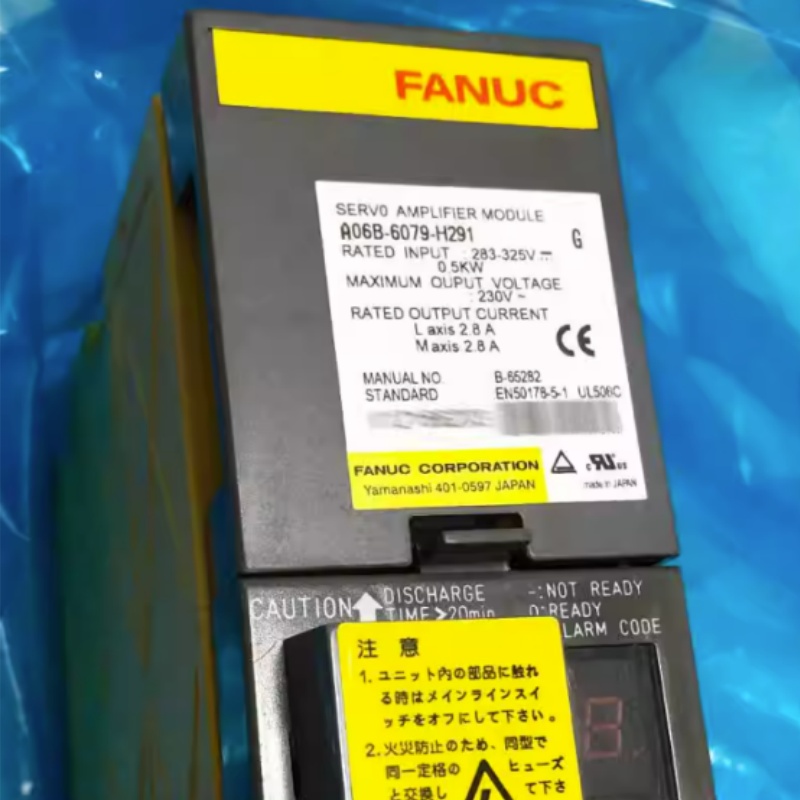 FANUC
SERVO AMPLIFIER MODULE
A06B-6079-H291 G
RATED INPUT : 283-325V
0.5KW
MAXIMUM OUPUT VOLTAGE
: 230V ~
RATED OUTPUT CURRENT
L axis 2.8 A
M axis 2.8 A
CE
MANUAL NO. B-65282
STANDARD EN50178-5-1 UL508C
FANUC CORPORATION
Yamanashi 401-0597 JAPAN
made in JAPAN
CAUTION DISCHARGE
TIME >20min
-:NOT READY
0:READY
LARM CODE
注 意
1. ユニット内の部品に触れ
る時はメインラインスイ
ッチをオフにして下さい。
2. 火災防止のため、同型で
同一定格の ヒューズ
と交換し て下さ
8